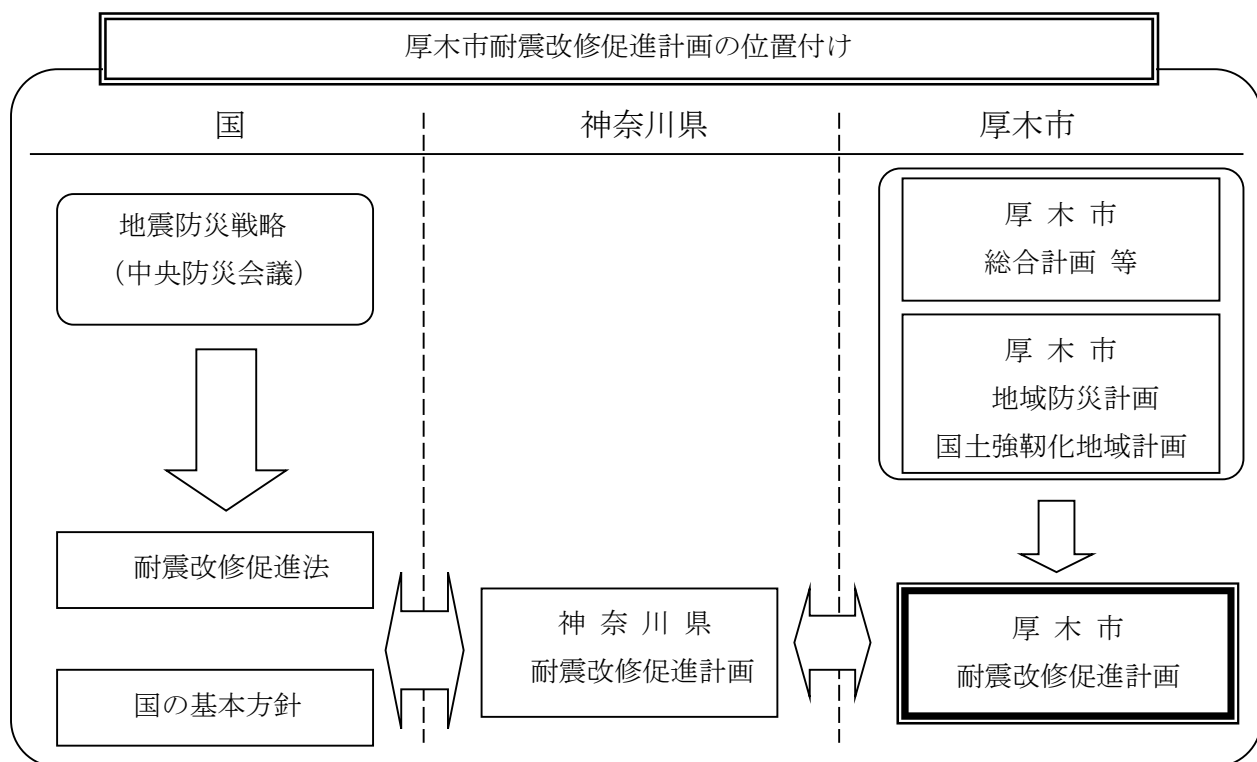 厚木市耐震改修促進計画の位置付け
国
神奈川県
厚木市
地震防災戦略
（中央防災会議）
耐震改修促進法
国の基本方針
神 奈 川 県
耐震改修促進計画
厚 木 市
総合計画 等
厚 木 市
地域防災計画
国土強靭化地域計画
厚 木 市
耐震改修促進計画